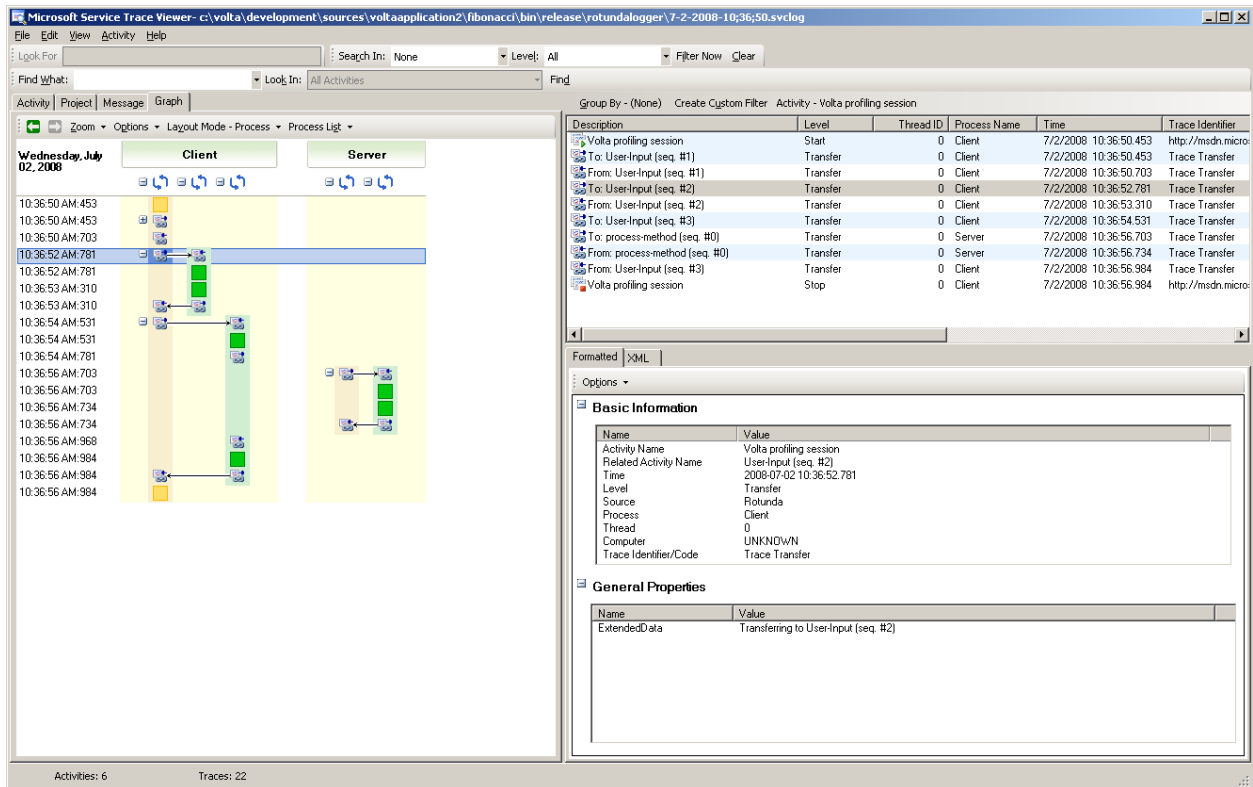 Microsoft Service Trace Viewer- c:\volta\development\sources\voltaapplication2\fibonacci\bin\release\rotundalogger\7-2-2008-10;36;50.svclog
File Edit View Activity Help
Look For Search In: None Level: All Filter Now Clear
Find What: Look In: All Activities Find
Activity Project Message Graph
Zoom Options Layout Mode - Process Process List
Wednesday, July 02, 2008 Client Server
10:36:50 AM:453
10:36:50 AM:453
10:36:50 AM:703
10:36:52 AM:781
10:36:52 AM:781
10:36:53 AM:310
10:36:53 AM:310
10:36:54 AM:531
10:36:54 AM:531
10:36:54 AM:781
10:36:56 AM:703
10:36:56 AM:703
10:36:56 AM:734
10:36:56 AM:734
10:36:56 AM:968
10:36:56 AM:984
10:36:56 AM:984
10:36:56 AM:984
Group By - (None) Create Custom Filter Activity - Volta profiling session
Description Level Thread ID Process Name Time Trace Identifier
Volta profiling session Start 0 Client 7/2/2008 10:36:50.453 http://msdn.micro
To: User-Input (seq. #1) Transfer 0 Client 7/2/2008 10:36:50.453 Trace Transfer
From: User-Input (seq. #1) Transfer 0 Client 7/2/2008 10:36:50.703 Trace Transfer
To: User-Input (seq. #2) Transfer 0 Client 7/2/2008 10:36:52.781 Trace Transfer
From: User-Input (seq. #2) Transfer 0 Client 7/2/2008 10:36:53.310 Trace Transfer
To: User-Input (seq. #3) Transfer 0 Client 7/2/2008 10:36:54.531 Trace Transfer
To: process-method (seq. #0) Transfer 0 Server 7/2/2008 10:36:56.703 Trace Transfer
From: process-method (seq. #0) Transfer 0 Server 7/2/2008 10:36:56.734 Trace Transfer
From: User-Input (seq. #3) Transfer 0 Client 7/2/2008 10:36:56.984 Trace Transfer
Volta profiling session Stop 0 Client 7/2/2008 10:36:56.984 http://msdn.micro
Formatted XML
Options
Basic Information
Name Value
Activity Name Volta profiling session
Related Activity Name User-Input (seq. #2)
Time 2008-07-02 10:36:52.781
Level Transfer
Source Rotunda
Process Client
Thread 0
Computer UNKNOWN
Trace Identifier/Code Trace Transfer
General Properties
Name Value
ExtendedData Transferring to User-Input (seq. #2)
Activities: 6 Traces: 22